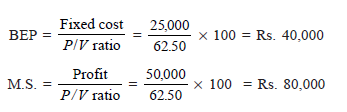 BEP = Fixed cost / P/V ratio = 25,000 / 62.50 × 100 = Rs. 40,000
M.S. = Profit / P/V ratio = 50,000 / 62.50 × 100 = Rs. 80,000